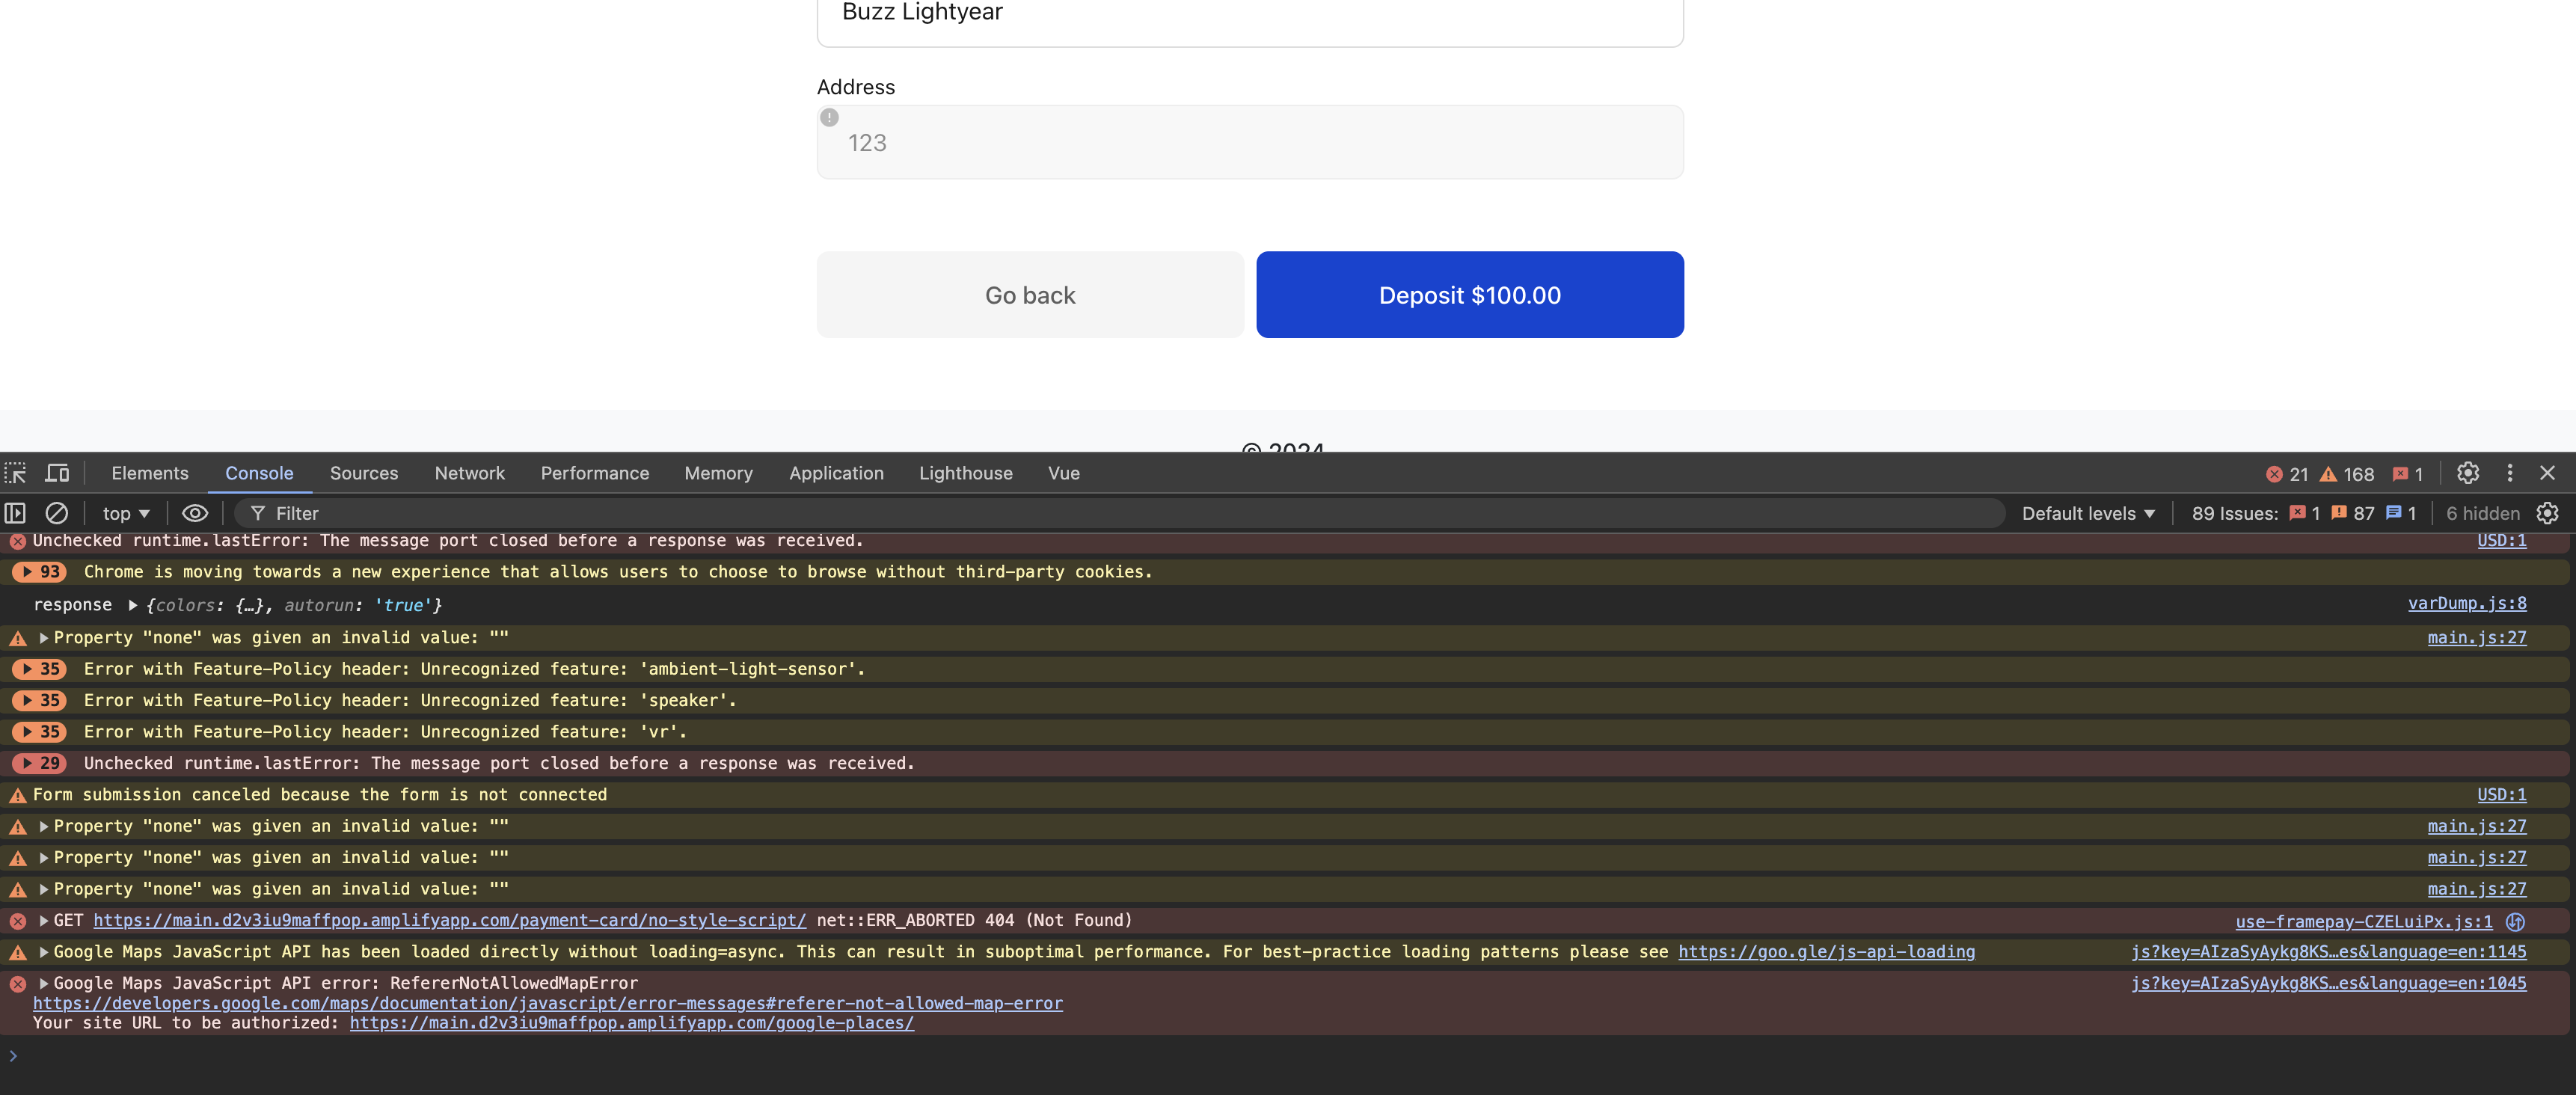 Buzz Lightyear
Address
123
Go back
Deposit $100.00
© 2024
Elements Console Sources Network Performance Memory Application Lighthouse Vue 21 168 1
top Filter Default levels 89 Issues: 1 87 1 6 hidden
Unchecked runtime.lastError: The message port closed before a response was received. USD:1
93 Chrome is moving towards a new experience that allows users to choose to browse without third-party cookies.
response {colors: {…}, autorun: 'true'} varDump.js:8
Property "none" was given an invalid value: "" main.js:27
35 Error with Feature-Policy header: Unrecognized feature: 'ambient-light-sensor'.
35 Error with Feature-Policy header: Unrecognized feature: 'speaker'.
35 Error with Feature-Policy header: Unrecognized feature: 'vr'.
29 Unchecked runtime.lastError: The message port closed before a response was received.
Form submission canceled because the form is not connected USD:1
Property "none" was given an invalid value: "" main.js:27
Property "none" was given an invalid value: "" main.js:27
Property "none" was given an invalid value: "" main.js:27
GET https://main.d2v3iu9maffpop.amplifyapp.com/payment-card/no-style-script/ net::ERR_ABORTED 404 (Not Found) use-framepay-CZELuiPx.js:1
Google Maps JavaScript API has been loaded directly without loading=async. This can result in suboptimal performance. For best-practice loading patterns please see https://goo.gle/js-api-loading js?key=AIzaSyAykg8KS…es&language=en:1145
Google Maps JavaScript API error: RefererNotAllowedMapError js?key=AIzaSyAykg8KS…es&language=en:1045
https://developers.google.com/maps/documentation/javascript/error-messages#referer-not-allowed-map-error
Your site URL to be authorized: https://main.d2v3iu9maffpop.amplifyapp.com/google-places/